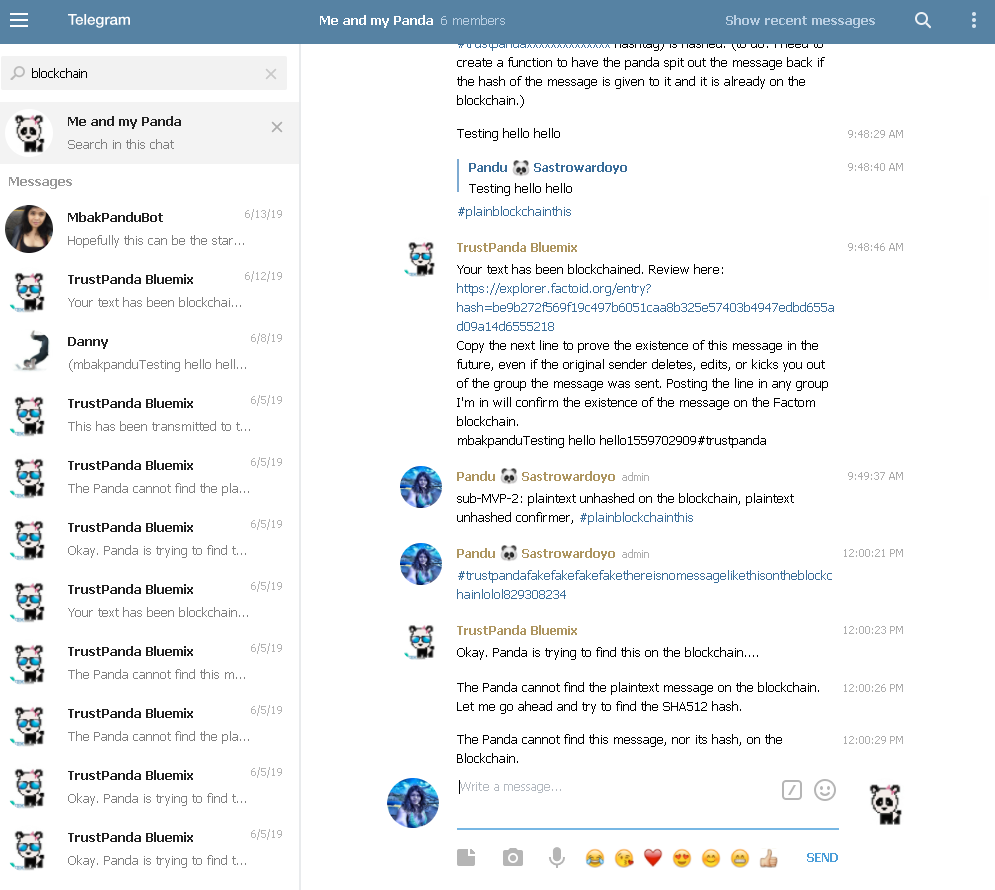 Telegram
Me and my Panda 6 members
Show recent messages
blockchain
Me and my Panda
Search in this chat
Messages
MbakPanduBot 6/13/19
Hopefully this can be the star...
TrustPanda Bluemix 6/12/19
Your text has been blockchai...
Danny 6/8/19
(mbakpanduTesting hello hell...
TrustPanda Bluemix 6/5/19
This has been transmitted to t...
TrustPanda Bluemix 6/5/19
The Panda cannot find the pla...
TrustPanda Bluemix 6/5/19
Okay. Panda is trying to find t...
TrustPanda Bluemix 6/5/19
Your text has been blockchain...
TrustPanda Bluemix 6/5/19
The Panda cannot find this m...
TrustPanda Bluemix 6/5/19
The Panda cannot find the pla...
TrustPanda Bluemix 6/5/19
Okay. Panda is trying to find t...
TrustPanda Bluemix 6/5/19
Okay. Panda is trying to find t...
#trustpandaxxxxxxxxxxxxxx hashtag) is hashed. (to do: I need to
create a function to have the panda spit out the message back if
the hash of the message is given to it and it is already on the
blockchain.)
Testing hello hello 9:48:29 AM
Pandu 🐼 Sastrowardoyo 9:48:40 AM
Testing hello hello
#plainblockchainthis
TrustPanda Bluemix 9:48:46 AM
Your text has been blockchained. Review here:
https://explorer.factoid.org/entry?
hash=be9b272f569f19c497b6051caa8b325e57403b4947edbd655a
d09a14d6555218
Copy the next line to prove the existence of this message in the
future, even if the original sender deletes, edits, or kicks you out
of the group the message was sent. Posting the line in any group
I'm in will confirm the existence of the message on the Factom
blockchain.
mbakpanduTesting hello hello1559702909#trustpanda
Pandu 🐼 Sastrowardoyo admin 9:49:37 AM
sub-MVP-2: plaintext unhashed on the blockchain, plaintext
unhashed confirmer, #plainblockchainthis
Pandu 🐼 Sastrowardoyo admin 12:00:21 PM
#trustpandafakefakefakefakethereisnomessagelikethisontheblockc
hainlolol829308234
TrustPanda Bluemix 12:00:23 PM
Okay. Panda is trying to find this on the blockchain....
The Panda cannot find the plaintext message on the blockchain. 12:00:26 PM
Let me go ahead and try to find the SHA512 hash.
The Panda cannot find this message, nor its hash, on the 12:00:29 PM
Blockchain.
Write a message...
SEND